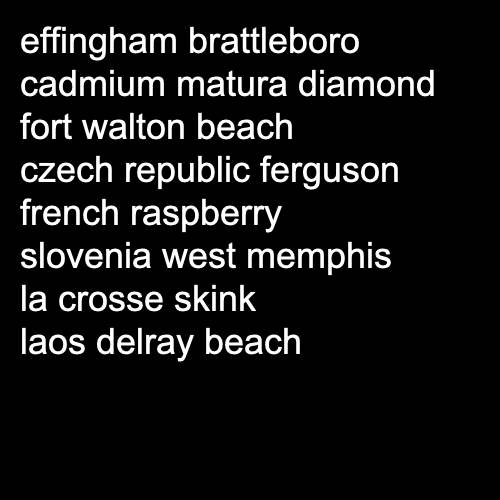 effingham brattleboro
cadmium matura diamond
fort walton beach
czech republic ferguson
french raspberry
slovenia west memphis
la crosse skink
laos delray beach